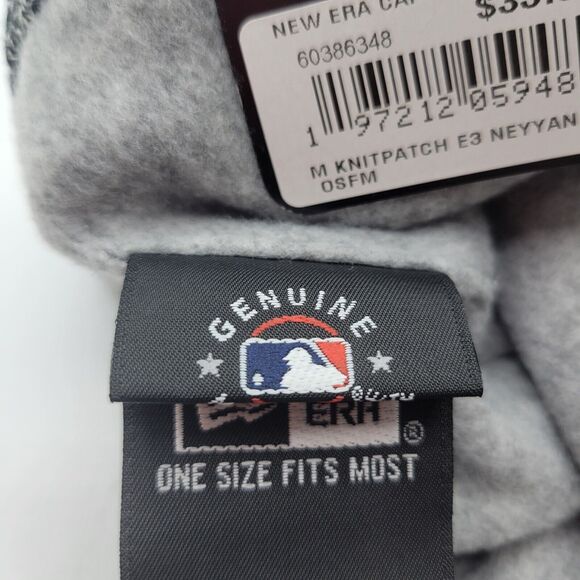 NEW ERA CAP
60386348
1 97212 05948
M KNITPATCH E3 NEYYAN
OSFM
GENUINE
ERA
®
ONE SIZE FITS MOST